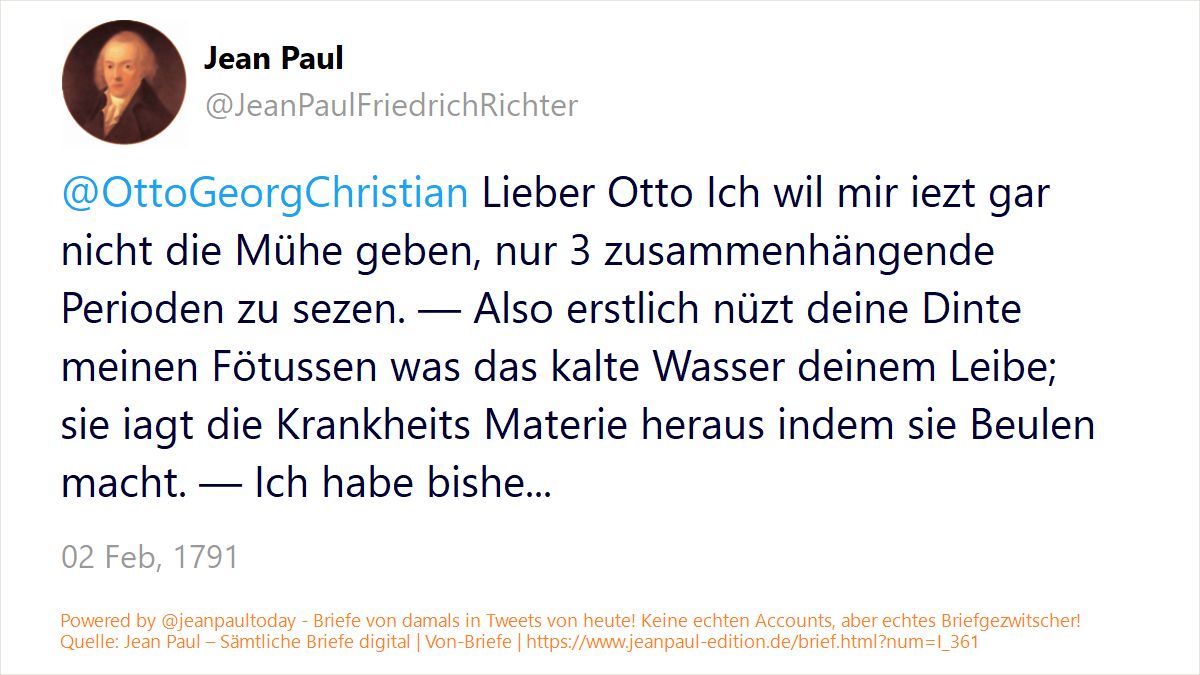 Jean Paul
@JeanPaulFriedrichRichter
@OttoGeorgChristian Lieber Otto Ich wil mir iezt gar
nicht die Mühe geben, nur 3 zusammenhängende
Perioden zu sezen. — Also erstlich nüzt deine Dinte
meinen Fötussen was das kalte Wasser deinem Leibe;
sie iagt die Krankheits Materie heraus indem sie Beulen
macht. — Ich habe bishe...
02 Feb, 1791
Powered by @jeanpaultoday - Briefe von damals in Tweets von heute! Keine echten Accounts, aber echtes Briefgezwitscher!
Quelle: Jean Paul – Sämtliche Briefe digital | Von-Briefe | https://www.jeanpaul-edition.de/brief.html?num=I_361